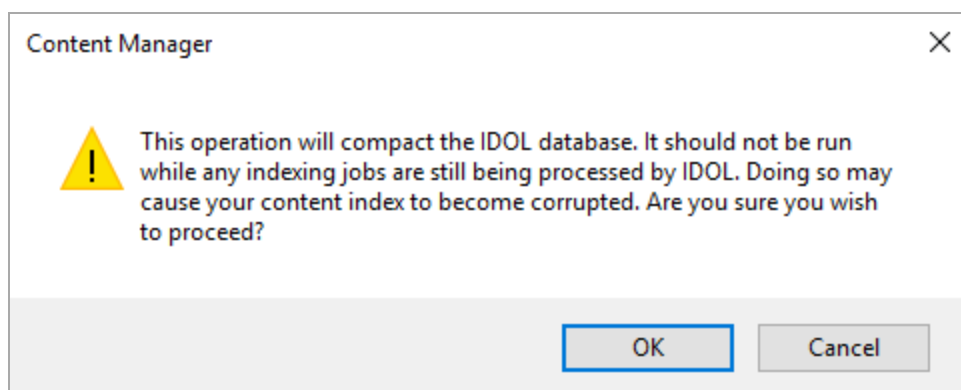 Content Manager
This operation will compact the IDOL database. It should not be run
while any indexing jobs are still being processed by IDOL. Doing so may
cause your content index to become corrupted. Are you sure you wish
to proceed?
OK
Cancel